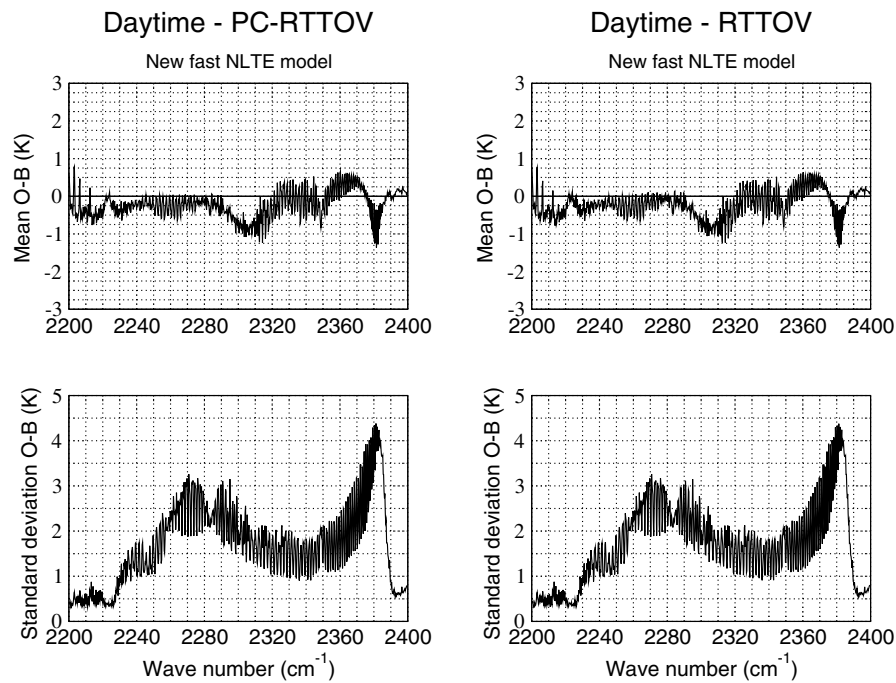 Daytime - PC-RTTOV
New fast NLTE model
Mean O-B (K)
3
2
1
0
-1
-2
-3
2200 2240 2280 2320 2360 2400
Daytime - RTTOV
New fast NLTE model
Mean O-B (K)
3
2
1
0
-1
-2
-3
2200 2240 2280 2320 2360 2400
Standard deviation O-B (K)
5
4
3
2
1
0
2200 2240 2280 2320 2360 2400
Wave number (cm⁻¹)
Standard deviation O-B (K)
5
4
3
2
1
0
2200 2240 2280 2320 2360 2400
Wave number (cm⁻¹)